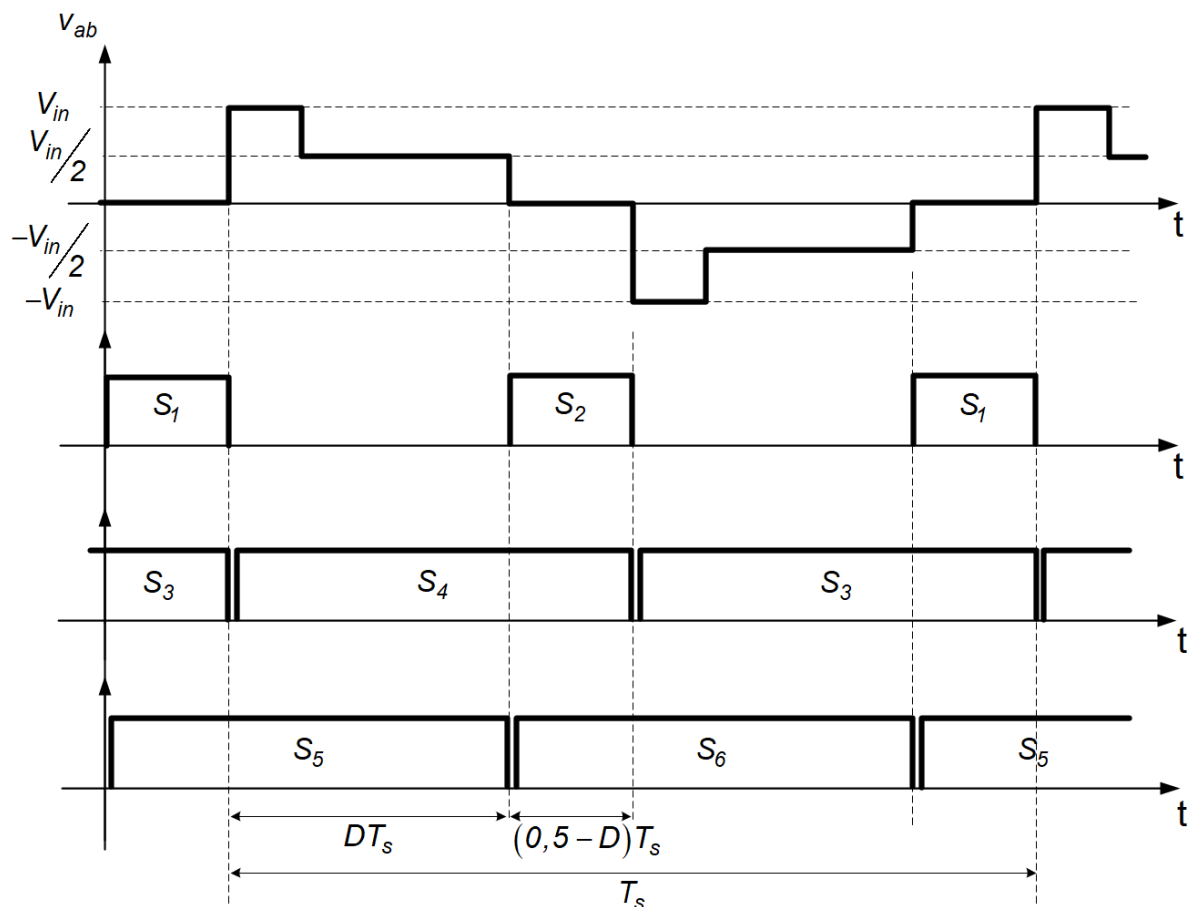 v_ab
V_in
V_in/2
t
−V_in/2
−V_in
S_1
S_2
S_1
t
S_3
S_4
S_3
t
S_5
S_6
S_5
t
DT_s
(0,5 − D)T_s
T_s